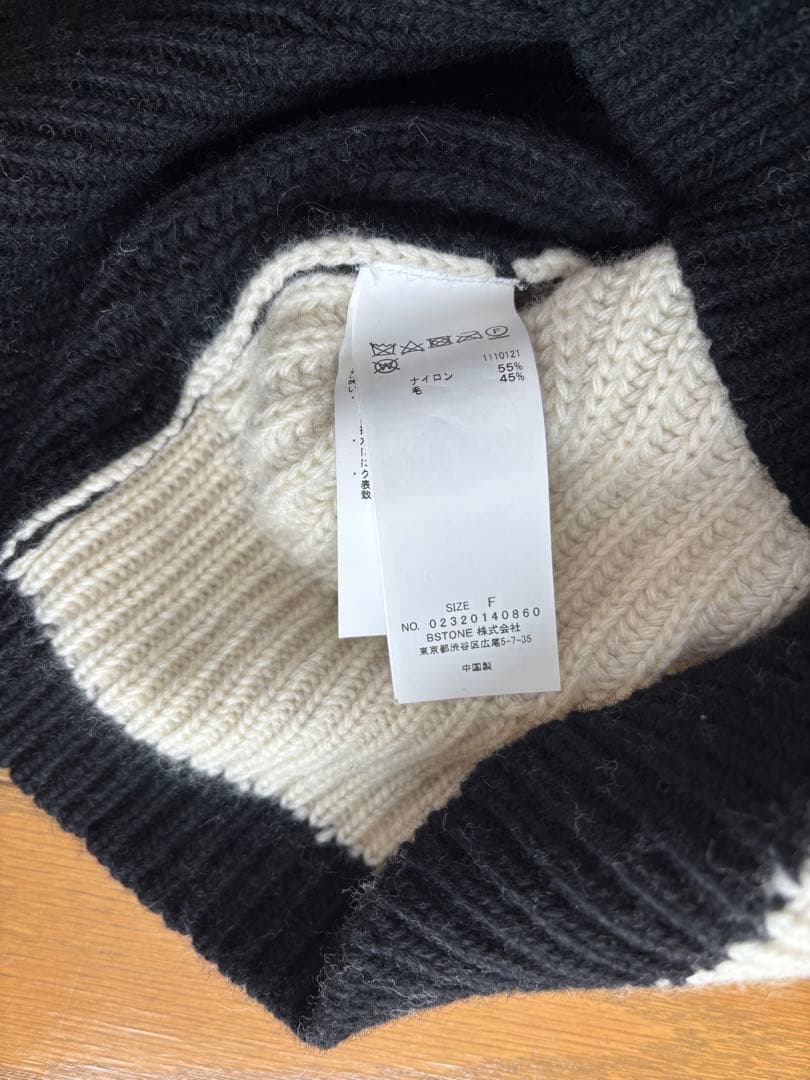 F
W
1110121
ナイロン 55%
毛 45%
SIZE F
NO. 02320140860
BSTONE 株式会社
東京都渋谷区広尾5-7-35
中国製